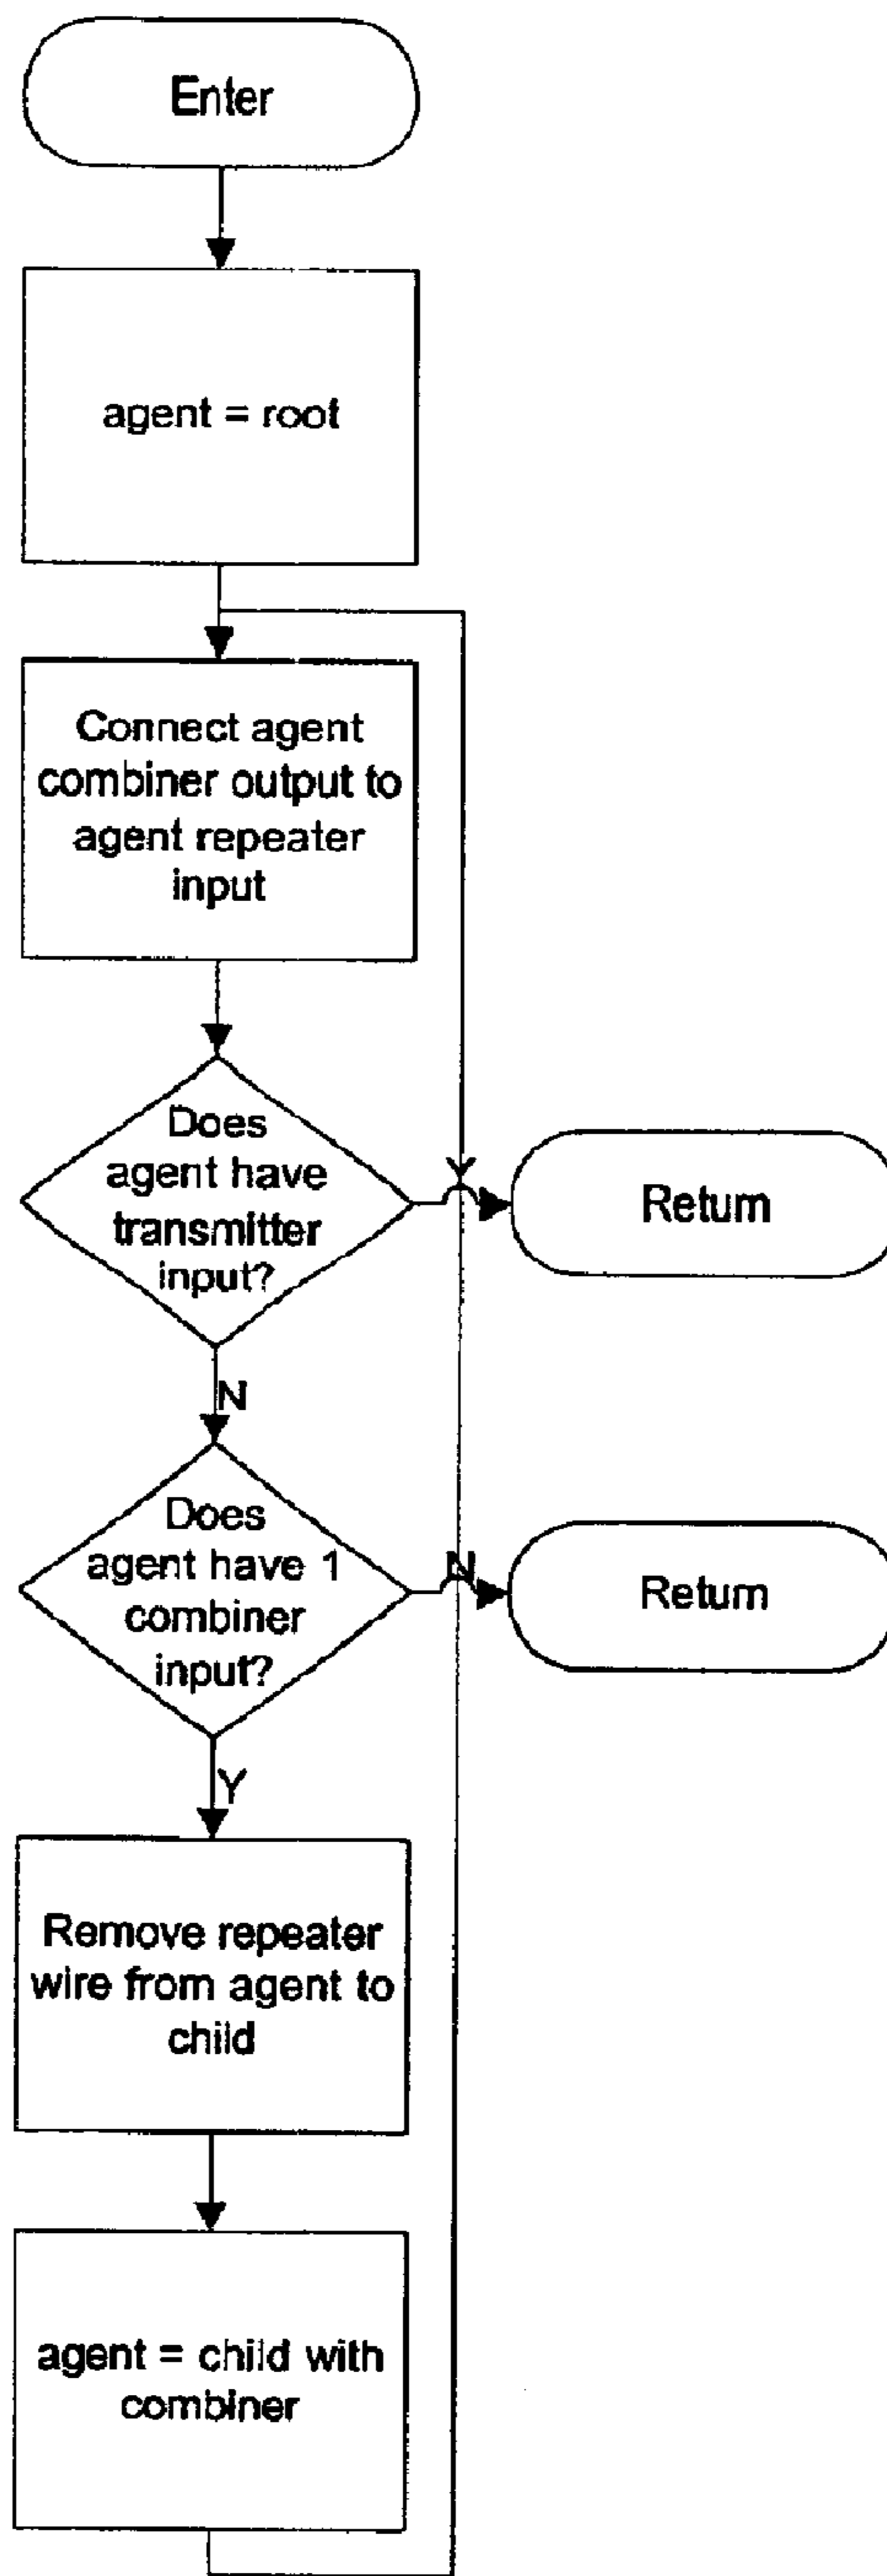 Enter
agent = root
Connect agent
combiner output to
agent repeater
input
Does
agent have
transmitter
input?
Y
Return
N
Does
agent have 1
combiner
input?
N
Return
Y
Remove repeater
wire from agent to
child
agent = child with
combiner